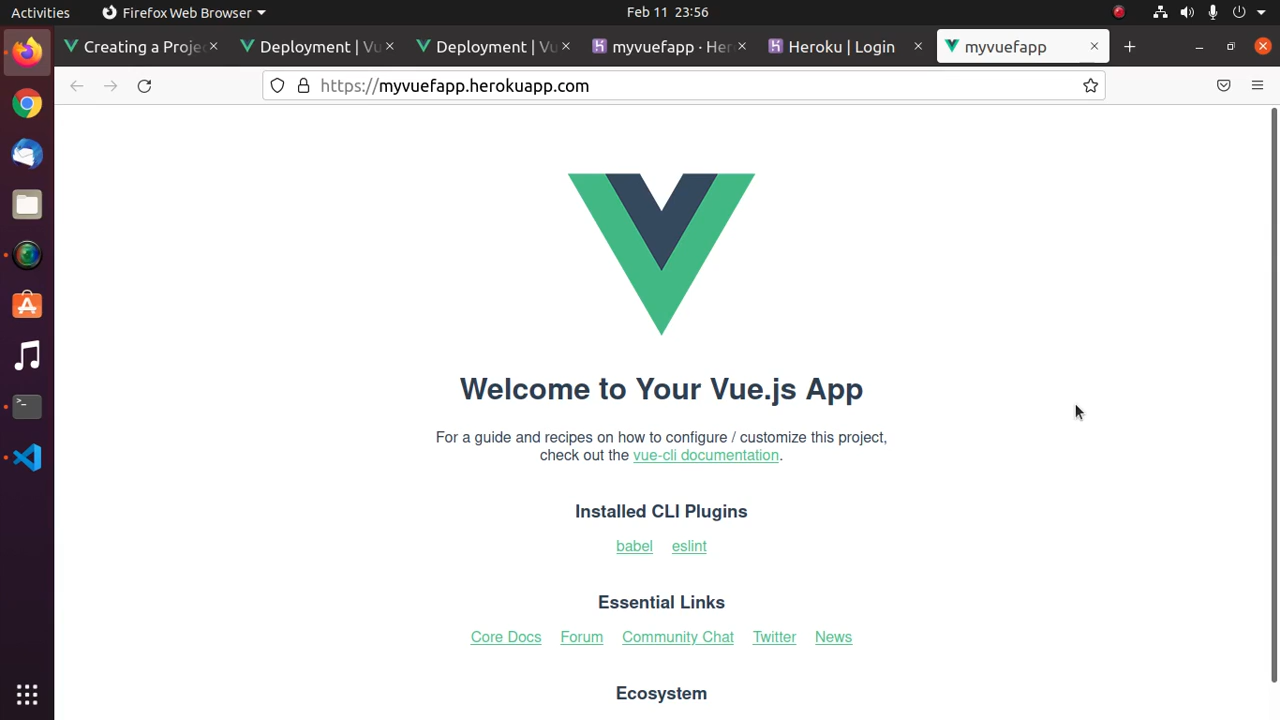 Activities
Firefox Web Browser
Feb 11 23:56
Creating a Proje
Deployment | Vu
Deployment | Vu
myvuefapp · Her
Heroku | Login
myvuefapp
https://myvuefapp.herokuapp.com
Welcome to Your Vue.js App
For a guide and recipes on how to configure / customize this project,
check out the vue-cli documentation.
Installed CLI Plugins
babel eslint
Essential Links
Core Docs Forum Community Chat Twitter News
Ecosystem